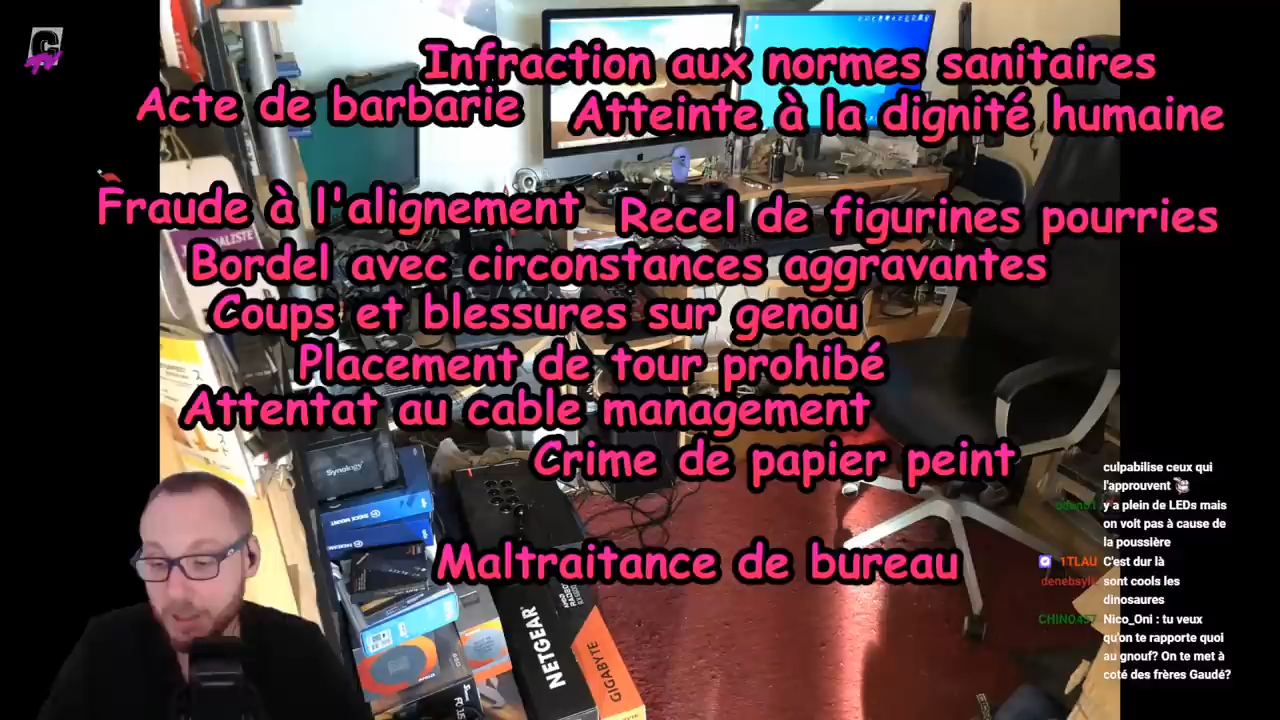 Infraction aux normes sanitaires
Acte de barbarie
Atteinte à la dignité humaine
Fraude à l'alignement
Recel de figurines pourries
Bordel avec circonstances aggravantes
Coups et blessures sur genou
Placement de tour prohibé
Attentat au cable management
Crime de papier peint
Maltraitance de bureau
Synology
NETGEAR
GIGABYTE
culpabilise ceux qui
l'approuvent
y a plein de LEDs mais
on voit pas à cause de
la poussière
1TLAU C'est dur là
sont cools les
dinosaures
Nico_Oni : tu veux
qu'on te rapporte quoi
au gnouf? On te met à
coté des frères Gaudé?